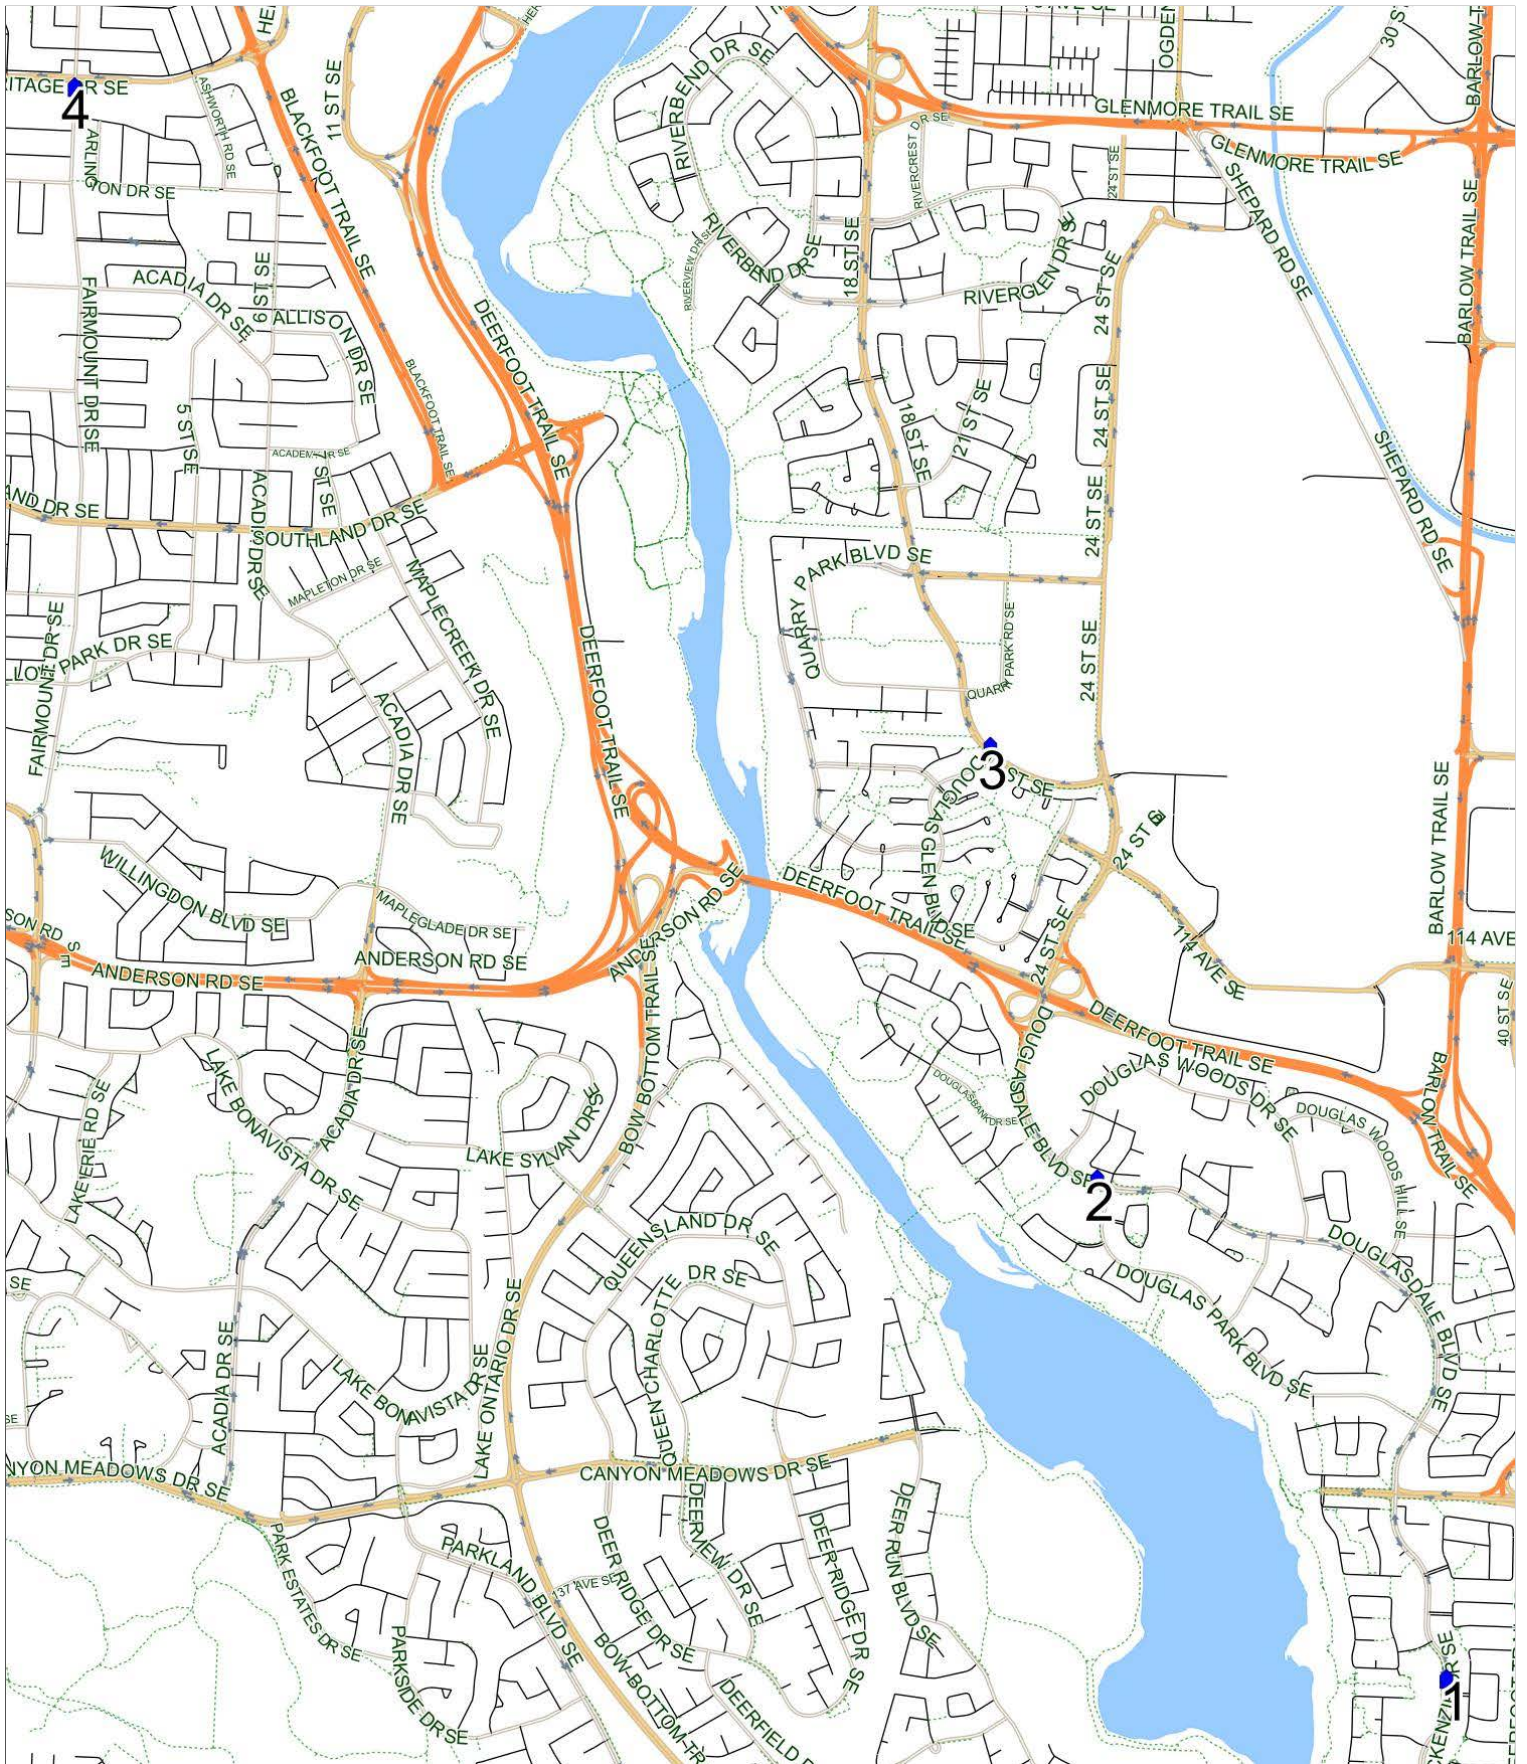 RIVERBEND DR SE
GLENMORE TRAIL SE
GLENMORE TRAIL SE
ITAGE DR SE
4
ASHWORTH RD SE
11 ST SE
BLACKFOOT TRAIL SE
ARLINGTON DR SE
RIVERBEND DR SE
RIVERCREST DR SE
24 ST SE
SHEPARD RD SE
BARLOW TRAIL SE
30 S
OGDEN
BARLOW T
ACADIA DR SE
6 ST SE
ALLISON DR SE
FAIRMOUNT DR SE
5 ST SE
BLACKFOOT TRAIL SE
DEERFOOT TRAIL SE
RIVERVIEW DR SE
18 ST SE
RIVERGLEN DR SE
24 ST SE
24 ST SE
18 ST SE
21 ST SE
ACADEMY DR SE
7 ST SE
ACADIA DR SE
AND DR SE
SOUTHLAND DR SE
MAPLETON DR SE
MAPLECREEK DR SE
24 ST SE
SHEPARD RD SE
QUARRY PARK BLVD SE
QUARRY PARK RD SE
QUARRY
24 ST SE
FAIRMOUNT DR SE
PARK DR SE
ACADIA DR SE
DEERFOOT TRAIL SE
3
ST SE
DOUGLAS GLEN BLVD SE
24 ST SE
BARLOW TRAIL SE
WILLINGDON BLVD SE
MAPLEGLADE DR SE
SON RD SE
ANDERSON RD SE
ANDERSON RD SE
ANDERSON RD SE
DEERFOOT TRAIL SE
24 ST SE
114 AVE SE
114 AVE
40 ST SE
BOW BOTTOM TRAIL SE
DEERFOOT TRAIL SE
BARLOW TRAIL SE
DOUGLASDALE BLVD SE
DOUGLAS WOODS DR SE
DOUGLAS WOODS HILL SE
DOUGLASBANK DR SE
LAKE ERIE RD SE
LAKE BONAVISTA DR SE
ACADIA DR SE
LAKE SYLVAN DR SE
2
QUEENSLAND DR SE
DOUGLAS PARK BLVD SE
DOUGLASDALE BLVD SE
SE
QUEEN CHARLOTTE DR SE
ACADIA DR SE
LAKE BONAVISTA DR SE
LAKE ONTARIO DR SE
SE
NYON MEADOWS DR SE
CANYON MEADOWS DR SE
PARK ESTATES DR SE
PARKLAND BLVD SE
137 AVE SE
DEER RIDGE DR SE
DEERVIEW DR SE
DEER RIDGE DR SE
DEER RUN BLVD SE
PARKSIDE DR SE
BOW BOTTOM TR
DEERFIELD
1